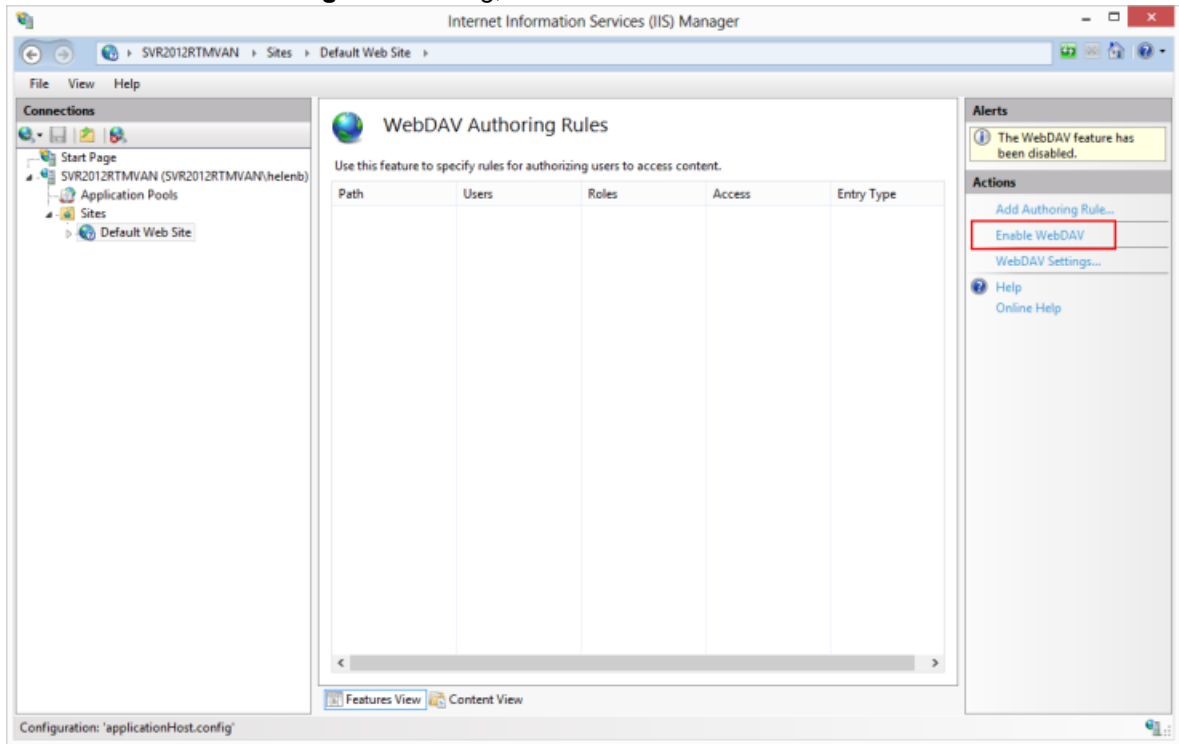 Internet Information Services (IIS) Manager
SVR2012RTMVAN Sites Default Web Site
File View Help
Connections
Start Page
SVR2012RTMVAN (SVR2012RTMVAN\helenb)
Application Pools
Sites
Default Web Site
WebDAV Authoring Rules
Use this feature to specify rules for authorizing users to access content.
Path Users Roles Access Entry Type
Features View Content View
Alerts
The WebDAV feature has
been disabled.
Actions
Add Authoring Rule...
Enable WebDAV
WebDAV Settings...
Help
Online Help
Configuration: 'applicationHost.config'